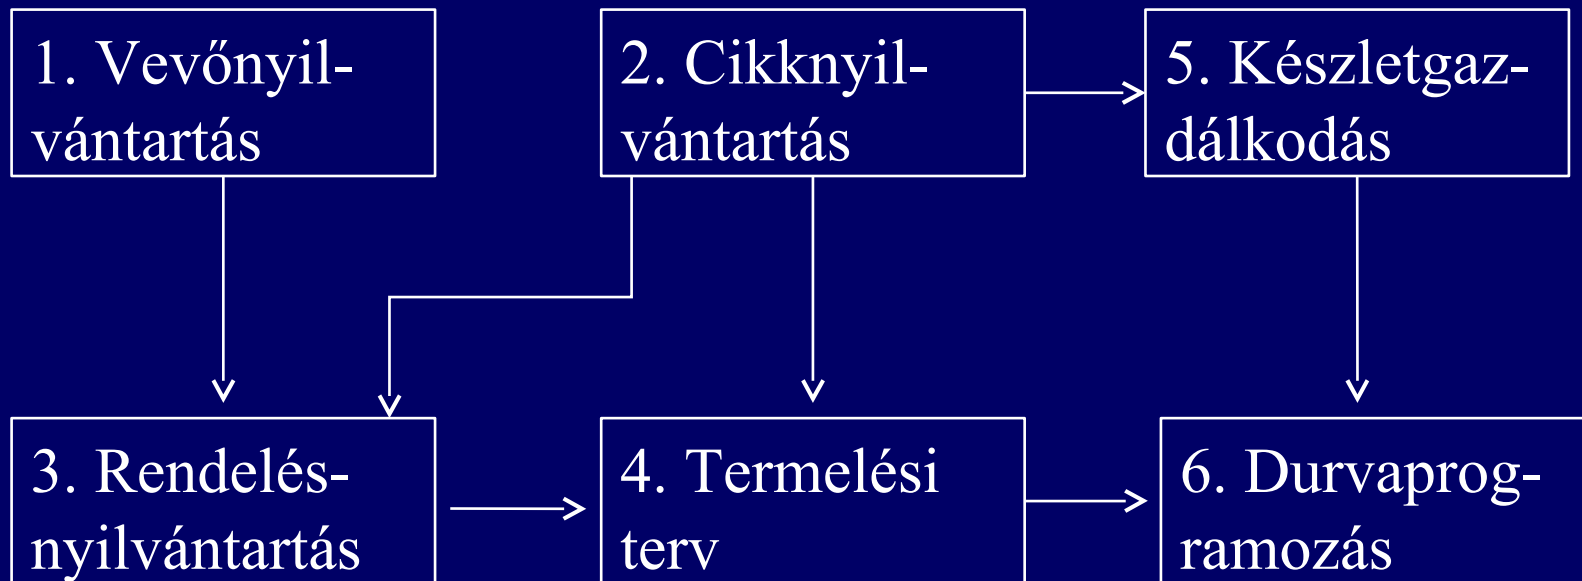 1. Vevőnyil-
vántartás
2. Cikknyil-
vántartás
5. Készletgaz-
dálkodás
3. Rendelés-
nyilvántartás
4. Termelési
terv
6. Durvaprog-
ramozás